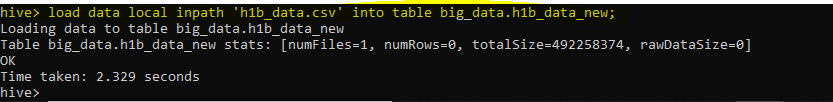 hive> load data local inpath 'h1b_data.csv' into table big_data.h1b_data_new;
Loading data to table big_data.h1b_data_new
Table big_data.h1b_data_new stats: [numFiles=1, numRows=0, totalSize=492258374, rawDataSize=0]
OK
Time taken: 2.329 seconds
hive>